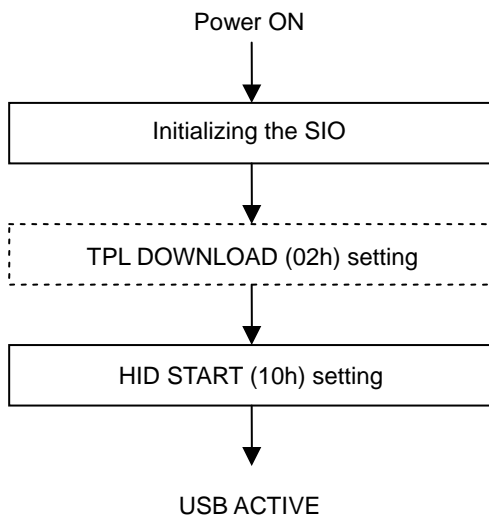 Power ON
Initializing the SIO
TPL DOWNLOAD (02h) setting
HID START (10h) setting
USB ACTIVE